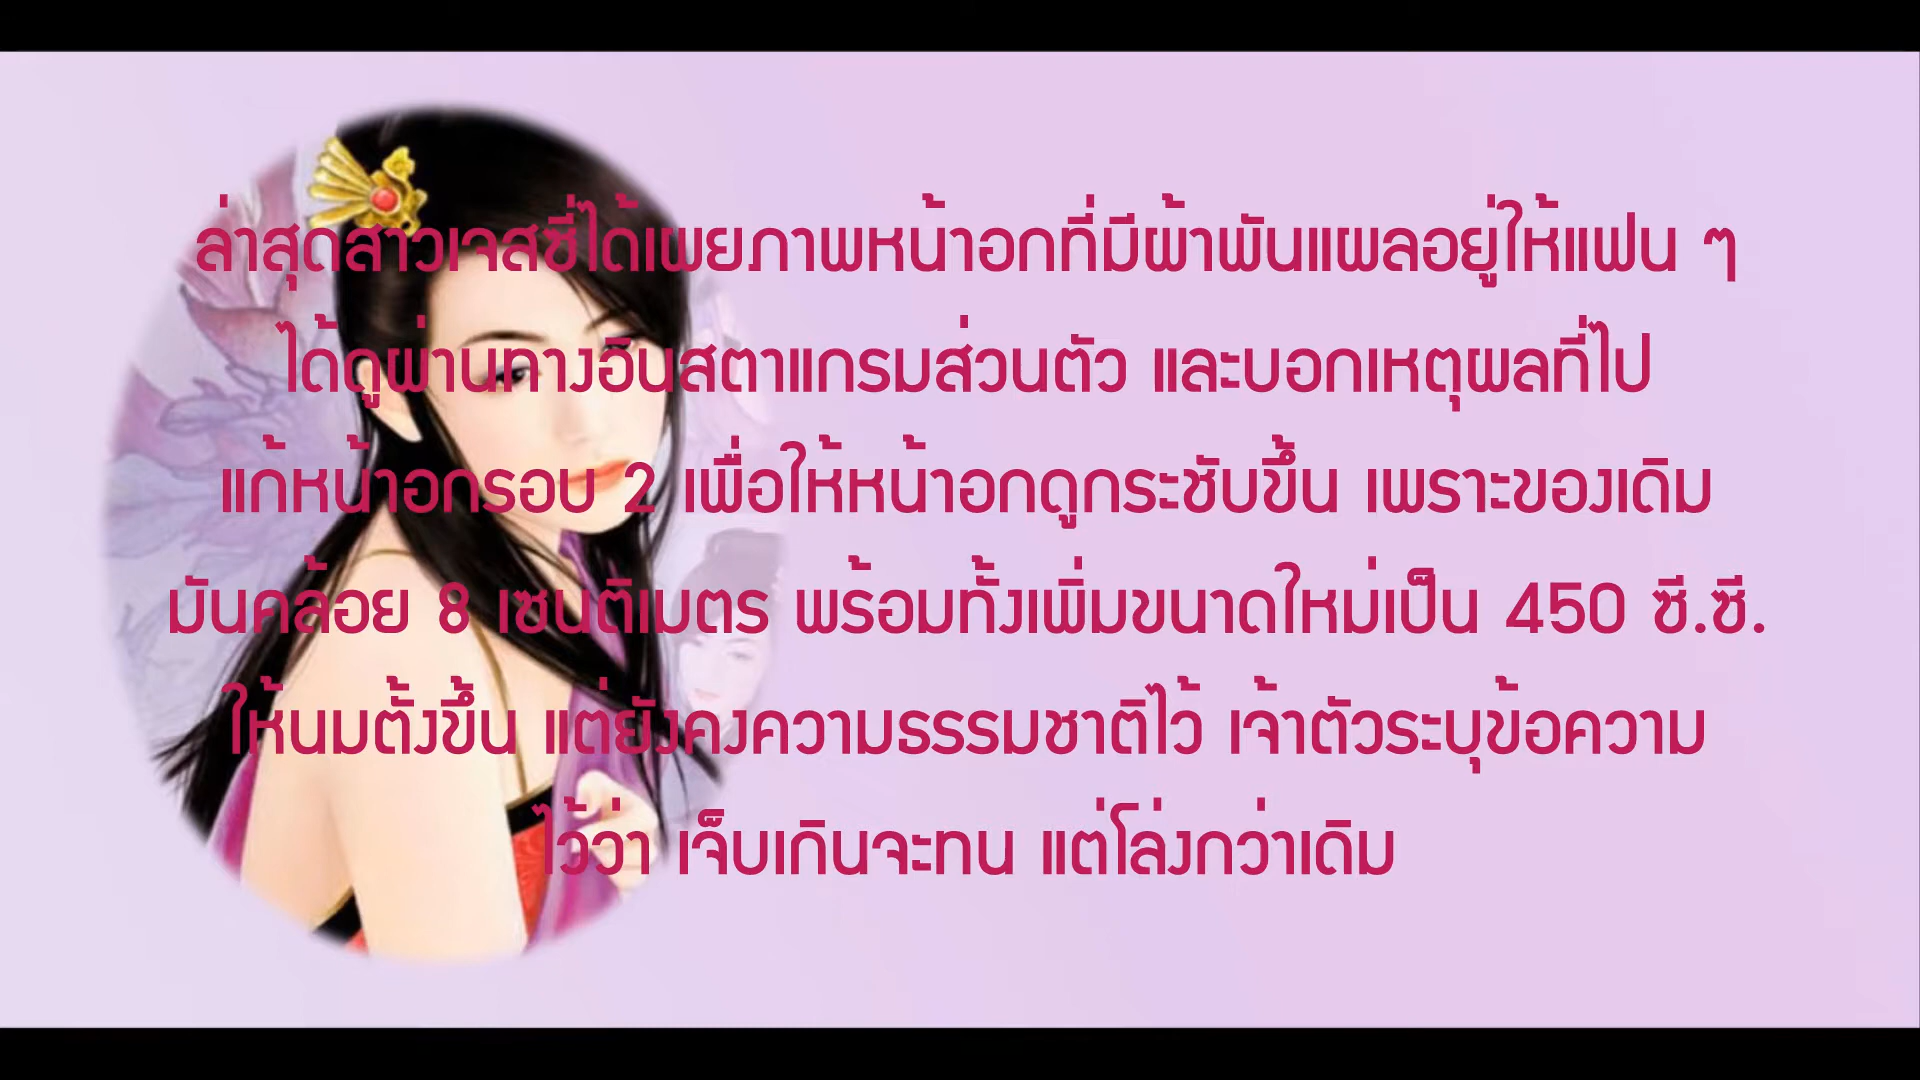 ล่าสุดสาวเจสซี่ได้เผยภาพหน้าอกที่มีผ้าพันแผลอยู่ให้แฟน ๆ
ได้ดูผ่านทางอินสตาแกรมส่วนตัว และบอกเหตุผลที่ไป
แก้หน้าอกรอบ 2 เพื่อให้หน้าอกดูกระชับขึ้น เพราะของเดิม
มันคล้อย 8 เซนติเมตร พร้อมทั้งเพิ่มขนาดใหม่เป็น 450 ซี.ซี.
ให้นมตั้งขึ้น แต่ยังคงความธรรมชาติไว้ เจ้าตัวระบุข้อความ
ไว้ว่า เจ็บเกินจะทน แต่โล่งกว่าเดิม